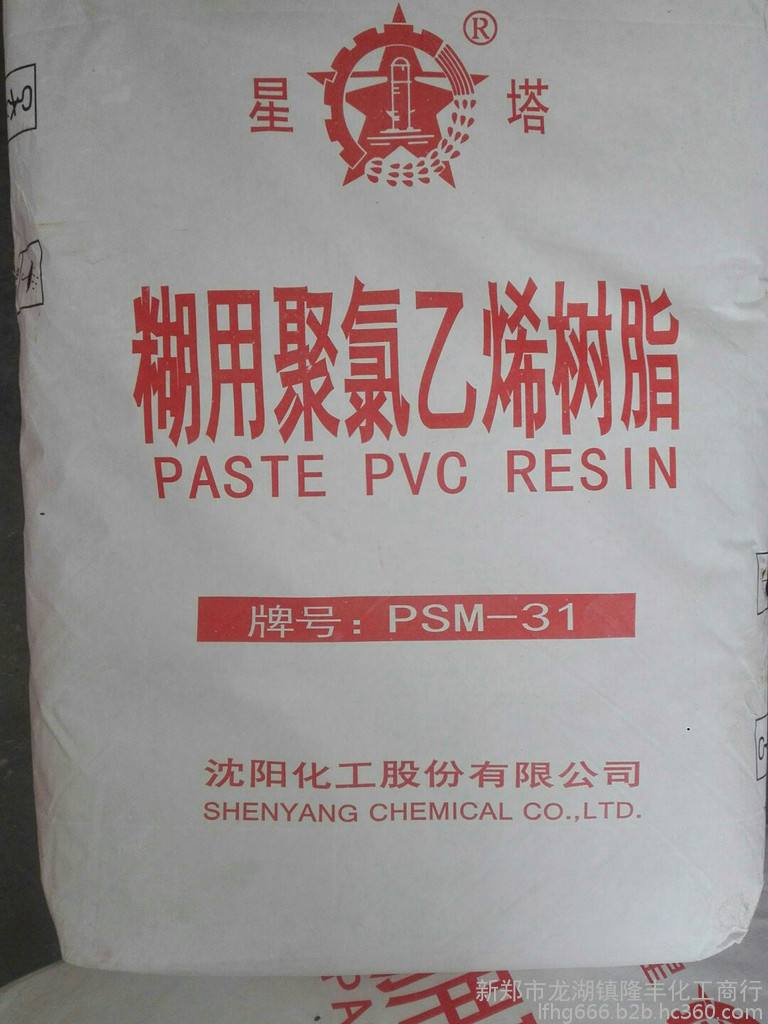 星 塔 ®
糊用聚氯乙烯树脂
PASTE PVC RESIN
牌号：PSM-31
沈阳化工股份有限公司
SHENYANG CHEMICAL CO.,LTD.
新郑市龙湖镇隆丰化工商行
lfhg666.b2b.hc360.com